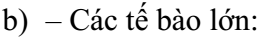 b) – Các tế bào lớn: